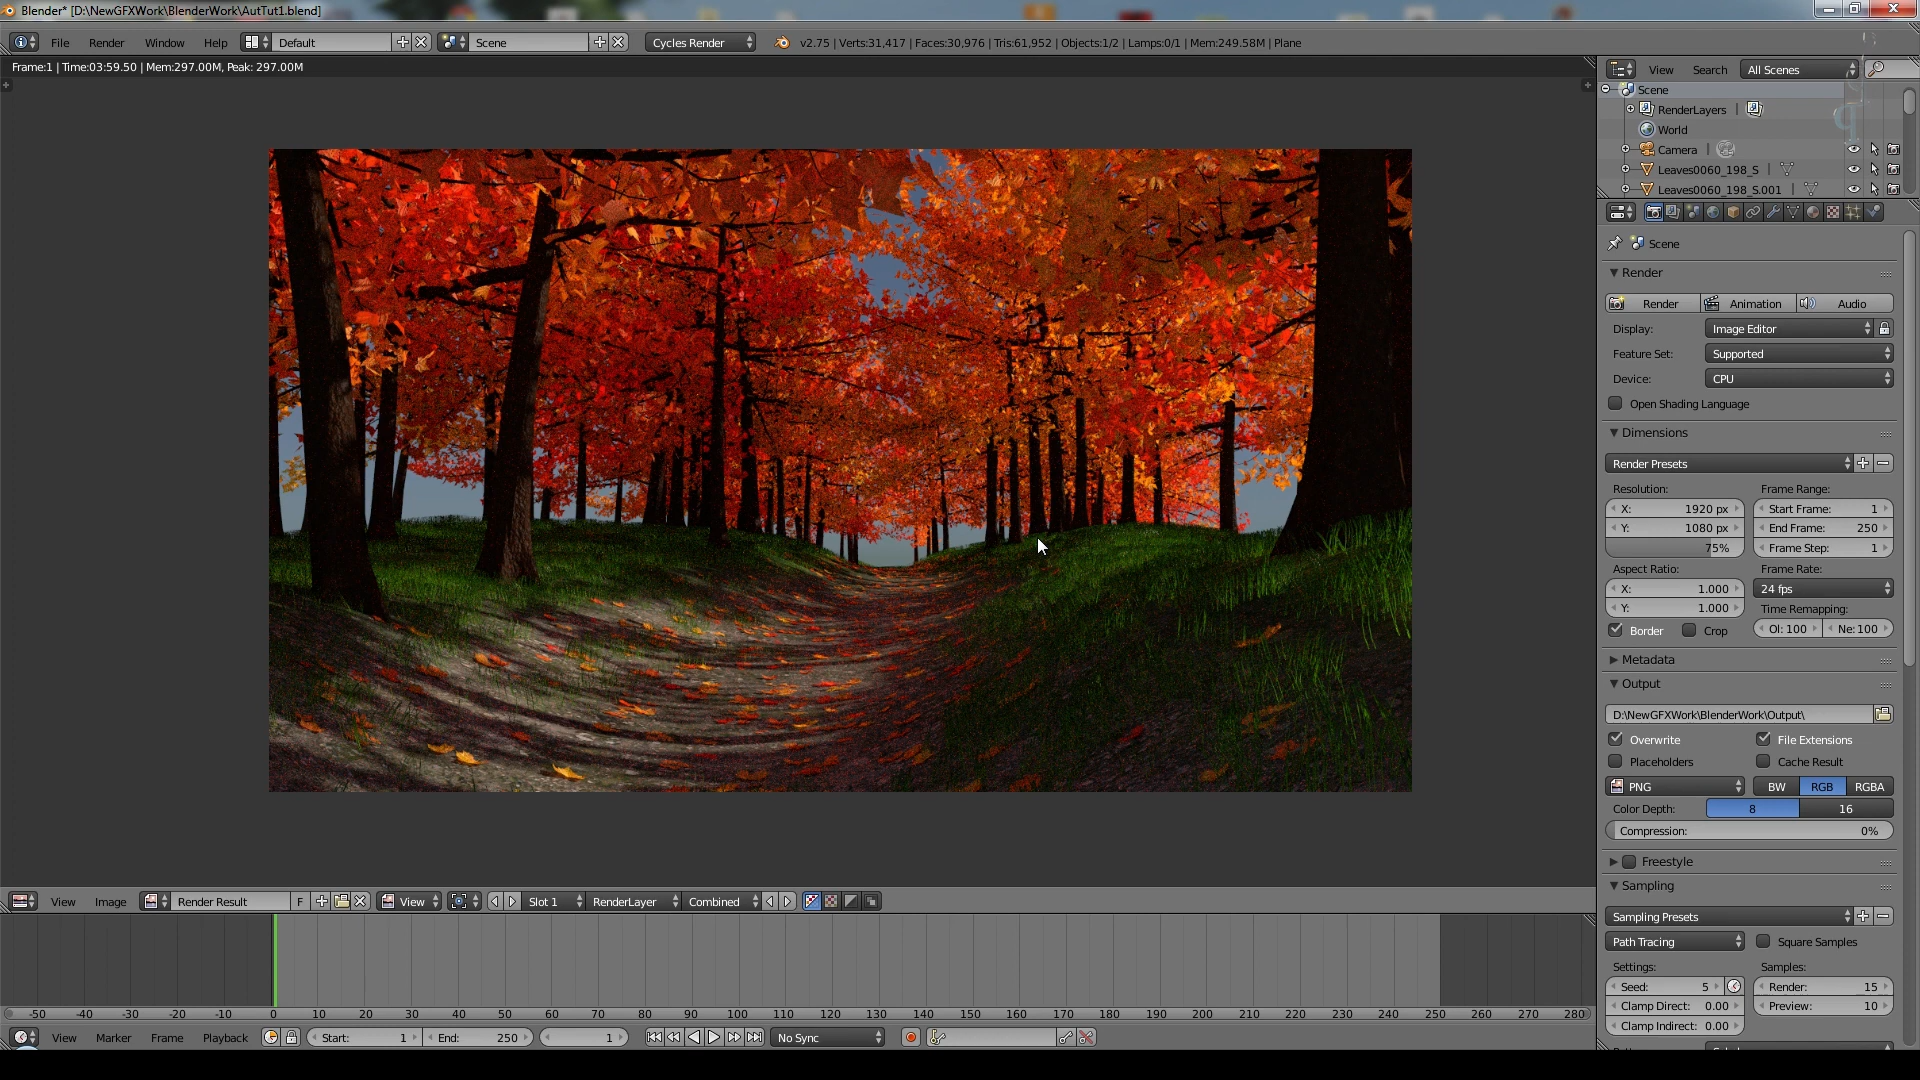 Blender* [D:\NewGFXWork\BlenderWork\AutTut1.blend]
File Render Window Help Default Scene Cycles Render v2.75 | Verts:31,417 | Faces:30,976 | Tris:61,952 | Objects:1/2 | Lamps:0/1 | Mem:249.58M | Plane
Frame:1 | Time:03:59.50 | Mem:297.00M, Peak: 297.00M
View Search All Scenes
Scene
RenderLayers |
World
Camera |
Leaves0060_198_S |
Leaves0060_198_S.001 |
Scene
Render
Render Animation Audio
Display: Image Editor
Feature Set: Supported
Device: CPU
Open Shading Language
Dimensions
Render Presets
Resolution: Frame Range:
X: 1920 px Start Frame: 1
Y: 1080 px End Frame: 250
75% Frame Step: 1
Aspect Ratio: Frame Rate:
X: 1.000 24 fps
Y: 1.000 Time Remapping:
Border Crop Ol: 100 Ne: 100
Metadata
Output
D:\NewGFXWork\BlenderWork\Output\
Overwrite File Extensions
Placeholders Cache Result
PNG BW RGB RGBA
Color Depth: 8 16
Compression: 0%
Freestyle
Sampling
Sampling Presets
Path Tracing Square Samples
Settings: Samples:
Seed: 5 Render: 15
Clamp Direct: 0.00 Preview: 10
Clamp Indirect: 0.00
View Image Render Result F View Slot 1 RenderLayer Combined
-50 -40 -30 -20 -10 0 10 20 30 40 50 60 70 80 90 100 110 120 130 140 150 160 170 180 190 200 210 220 230 240 250 260 270 280
View Marker Frame Playback Start: 1 End: 250 1 No Sync